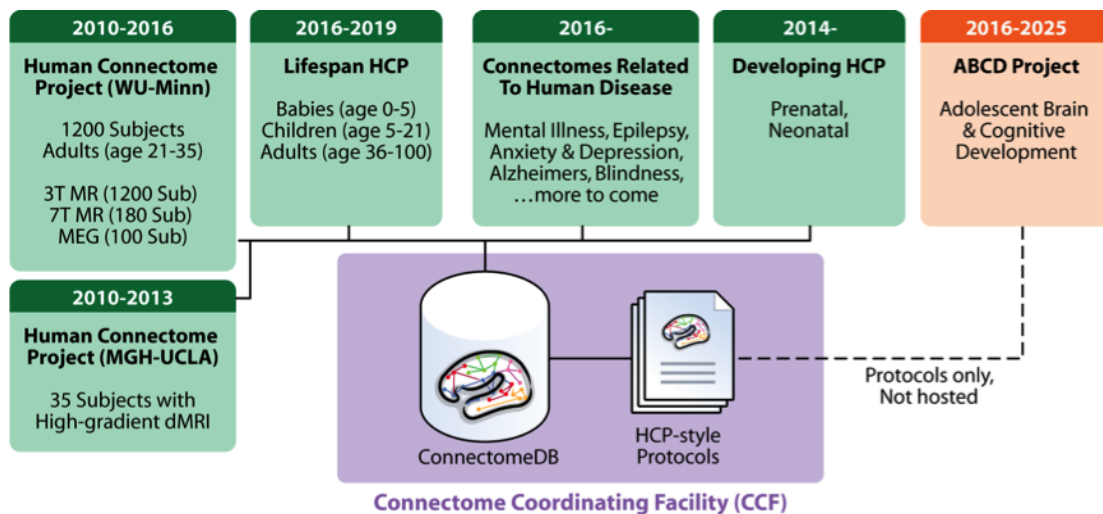 2010-2016
Human Connectome
Project (WU-Minn)
1200 Subjects
Adults (age 21-35)
3T MR (1200 Sub)
7T MR (180 Sub)
MEG (100 Sub)
2016-2019
Lifespan HCP
Babies (age 0-5)
Children (age 5-21)
Adults (age 36-100)
2016-
Connectomes Related
To Human Disease
Mental Illness, Epilepsy,
Anxiety & Depression,
Alzheimers, Blindness,
…more to come
2014-
Developing HCP
Prenatal,
Neonatal
2016-2025
ABCD Project
Adolescent Brain
& Cognitive
Development
2010-2013
Human Connectome
Project (MGH-UCLA)
35 Subjects with
High-gradient dMRI
ConnectomeDB
HCP-style
Protocols
Protocols only,
Not hosted
Connectome Coordinating Facility (CCF)